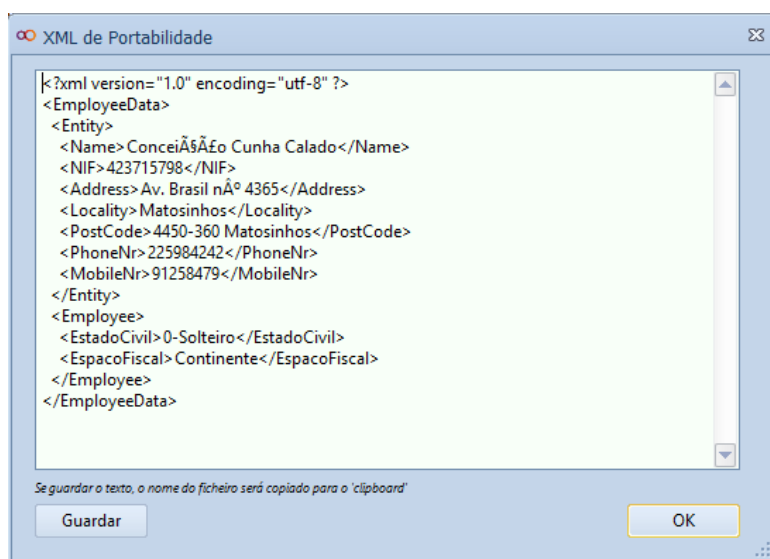 XML de Portabilidade
<?xml version="1.0" encoding="utf-8" ?>
<EmployeeData>
<Entity>
<Name>ConceiÃ§Ã£o Cunha Calado</Name>
<NIF>423715798</NIF>
<Address>Av. Brasil nÂº 4365</Address>
<Locality>Matosinhos</Locality>
<PostCode>4450-360 Matosinhos</PostCode>
<PhoneNr>225984242</PhoneNr>
<MobileNr>91258479</MobileNr>
</Entity>
<Employee>
<EstadoCivil>0-Solteiro</EstadoCivil>
<EspacoFiscal>Continente</EspacoFiscal>
</Employee>
</EmployeeData>
Se guardar o texto, o nome do ficheiro será copiado para o 'clipboard'
Guardar
OK